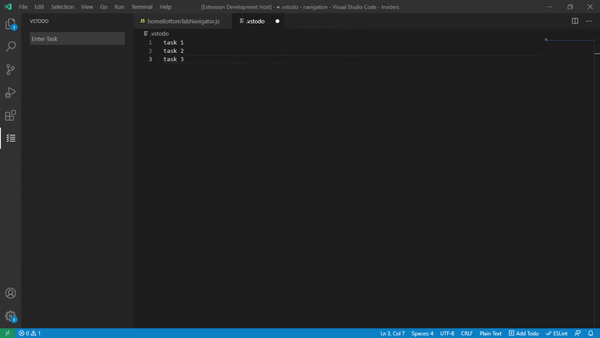 File Edit Selection View Go Run Terminal Help
[Extension Development Host] - ● .vstodo - navigation - Visual Studio Code - Insiders
VSTODO
JS homeBottomTabNavigator.js
.vstodo
.vstodo
Enter Task
1 task 1
2 task 2
3 task 3
1
0 1
Ln 3, Col 7 Spaces: 4 UTF-8 CRLF Plain Text Add Todo ESLint